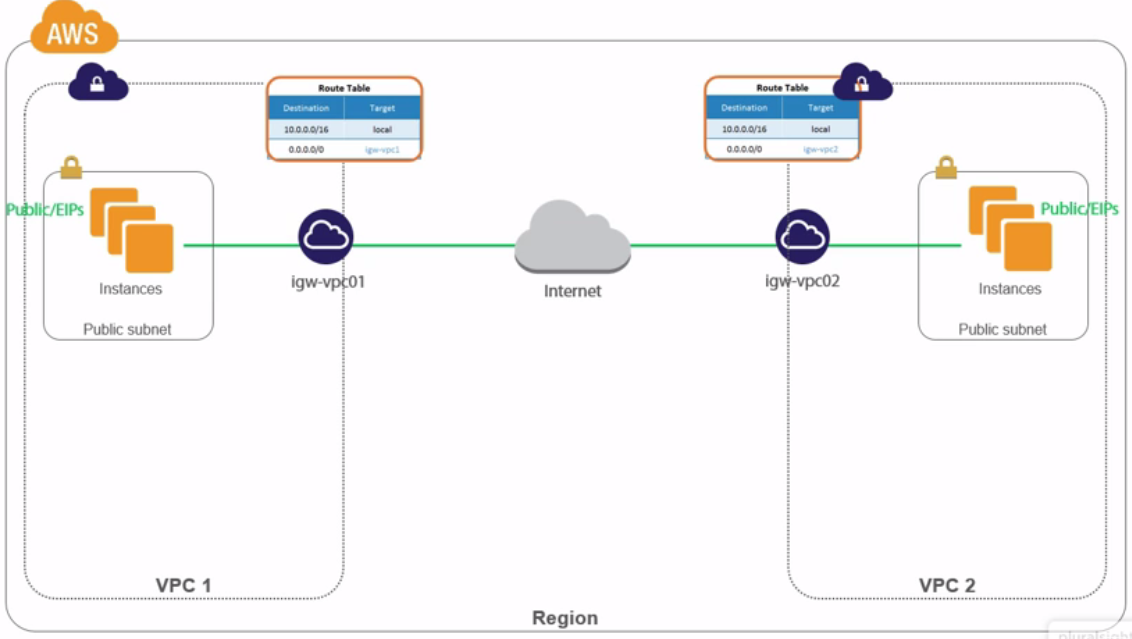 AWS
Route Table
Destination Target
10.0.0.0/16 local
0.0.0.0/0 igw-vpc1
Route Table
Destination Target
10.0.0.0/16 local
0.0.0.0/0 igw-vpc2
Public/EIPs
Instances
Public subnet
igw-vpc01
Internet
igw-vpc02
Public/EIPs
Instances
Public subnet
VPC 1
VPC 2
Region